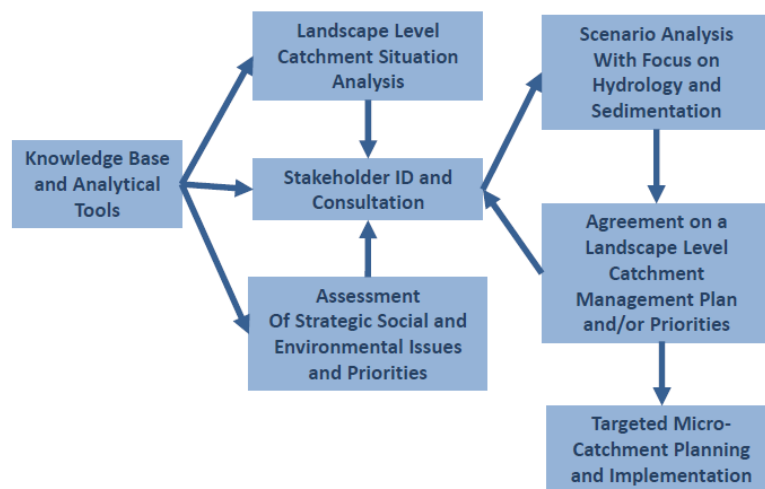 Landscape Level
Catchment Situation
Analysis
Scenario Analysis
With Focus on
Hydrology and
Sedimentation
Knowledge Base
and Analytical
Tools
Stakeholder ID and
Consultation
Agreement on a
Landscape Level
Catchment
Management Plan
and/or Priorities
Assessment
Of Strategic Social and
Environmental Issues
and Priorities
Targeted Micro-
Catchment Planning
and Implementation